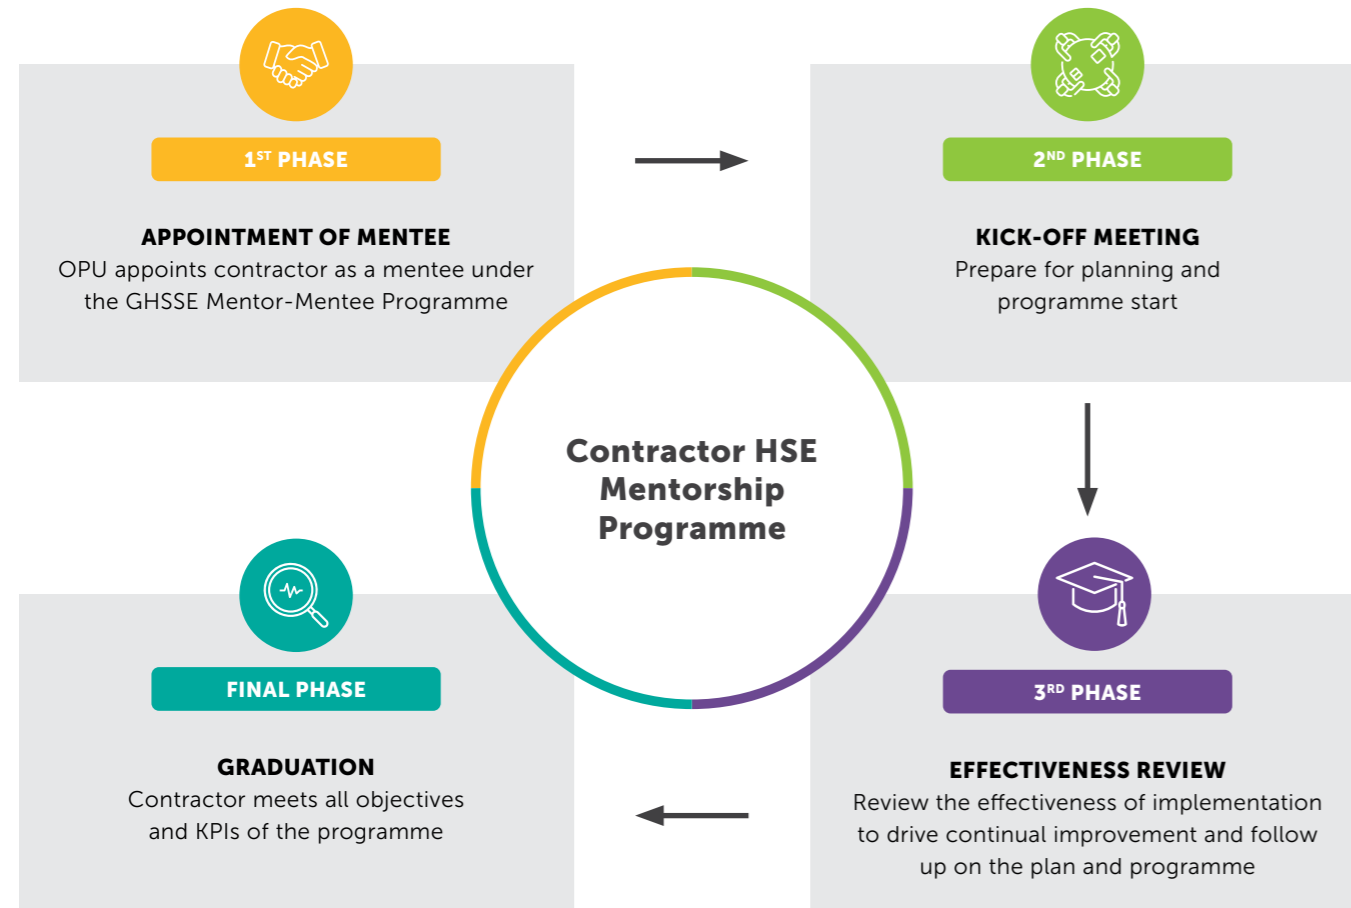 1ST PHASE
APPOINTMENT OF MENTEE
OPU appoints contractor as a mentee under
the GHSSE Mentor-Mentee Programme
2ND PHASE
KICK-OFF MEETING
Prepare for planning and
programme start
Contractor HSE
Mentorship
Programme
3RD PHASE
EFFECTIVENESS REVIEW
Review the effectiveness of implementation
to drive continual improvement and follow
up on the plan and programme
FINAL PHASE
GRADUATION
Contractor meets all objectives
and KPIs of the programme